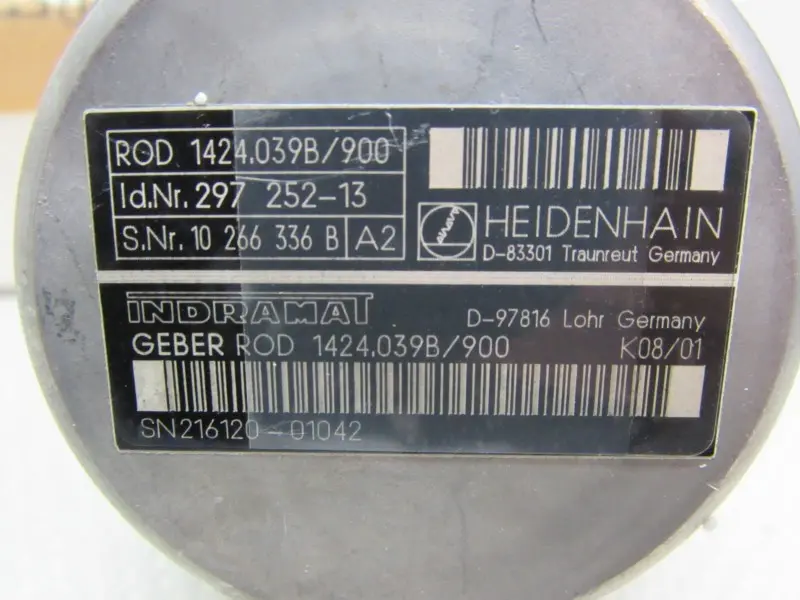 ROD 1424.039B/900
Id.Nr. 297 252-13
S.Nr. 10 266 336 B A2
HEIDENHAIN
D-83301 Traunreut Germany
INDRAMAT
D-97816 Lohr Germany
GEBER ROD 1424.039B/900 K08/01
SN216120-01042